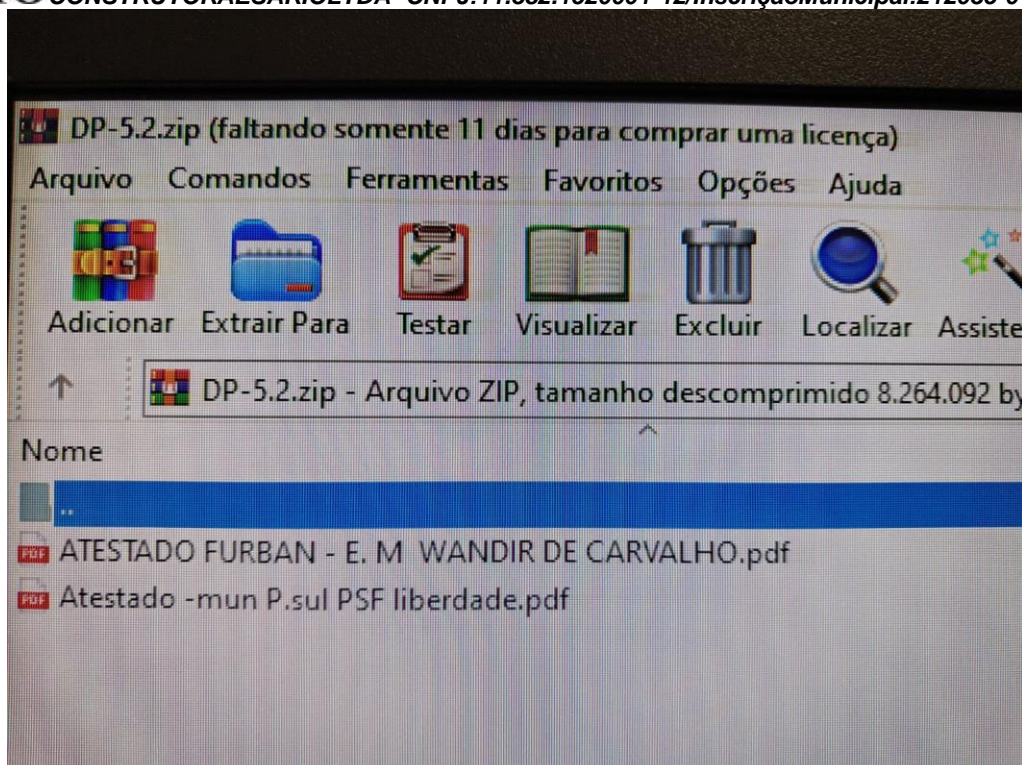 DP-5.2.zip (faltando somente 11 dias para comprar uma licença)
Arquivo Comandos Ferramentas Favoritos Opções Ajuda
Adicionar Extrair Para Testar Visualizar Excluir Localizar Assiste
DP-5.2.zip - Arquivo ZIP, tamanho descomprimido 8.264.092 by
Nome
..
ATESTADO FURBAN - E. M WANDIR DE CARVALHO.pdf
Atestado -mun P.sul PSF liberdade.pdf